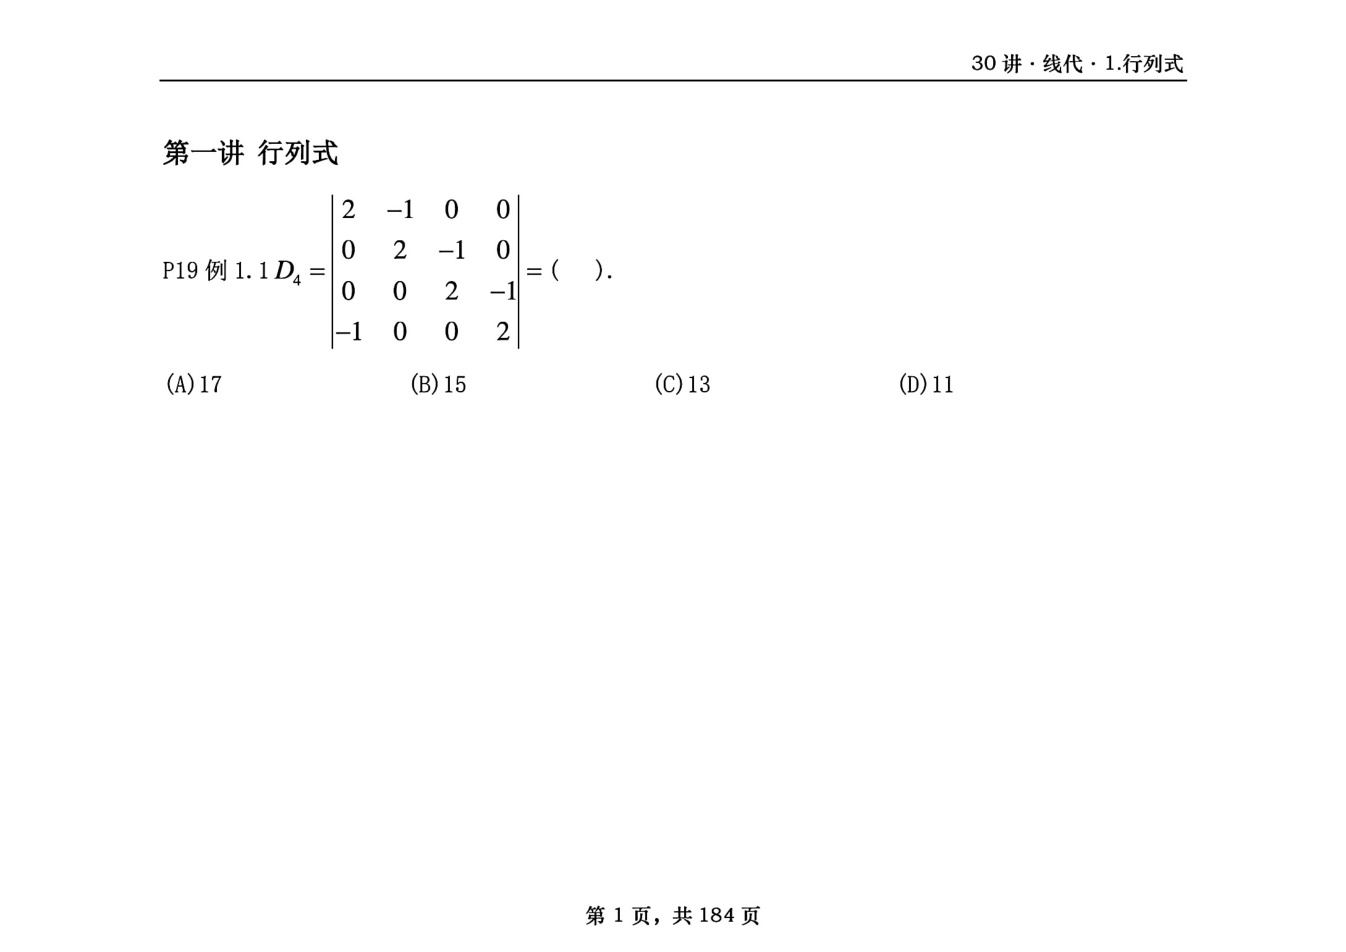 30 讲 · 线代 · 1.行列式
第一讲 行列式
P19 例 1.1 D₄ =
2 −1 0 0
0 2 −1 0
0 0 2 −1
−1 0 0 2
= ( ).
(A)17 (B)15 (C)13 (D)11
第 1 页，共 184 页